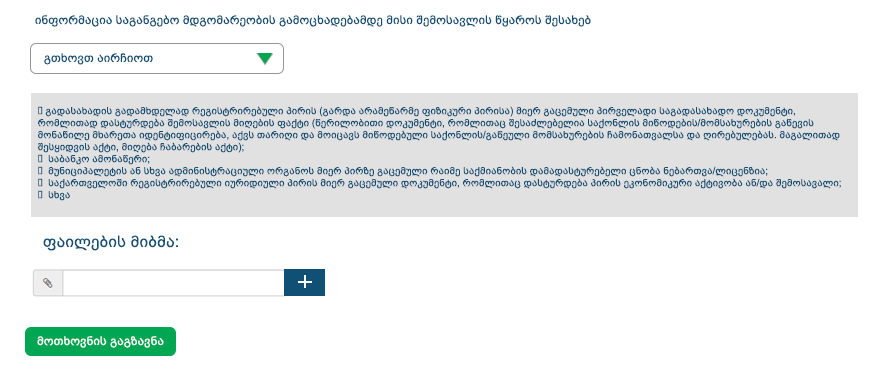 ინფორმაცია საგანგებო მდგომარეობის გამოცხადებამდე მისი შემოსავლის წყაროს შესახებ
გთხოვთ აირჩიოთ
გადასახადის გადამხდელად რეგისტრირებული პირის (გარდა არამეწარმე ფიზიკური პირისა) მიერ გაცემული პირველადი საგადასახადო დოკუმენტი,
რომლითაც დასტურდება შემოსავლის მიღების ფაქტი (წერილობითი დოკუმენტი, რომლითაც შესაძლებელია საქონლის მიწოდების/მომსახურების გაწევის
მონაწილე მხარეთა იდენტიფიცირება, აქვს თარიღი და მოიცავს მიწოდებული საქონლის/გაწეული მომსახურების ჩამონათვალსა და ღირებულებას. მაგალითად
შესყიდვის აქტი, მიღება ჩაბარების აქტი);
საბანკო ამონაწერი;
მუნიციპალეტის ან სხვა ადმინისტრაციული ორგანოს მიერ პირზე გაცემული რაიმე საქმიანობის დამადასტურებელი ცნობა ნებართვა/ლიცენზია;
საქართველოში რეგისტრირებული იურიდიული პირის მიერ გაცემული დოკუმენტი, რომლითაც დასტურდება პირის ეკონომიკური აქტივობა ან/და შემოსავალი;
სხვა
ფაილების მიბმა:
მოთხოვნის გაგზავნა